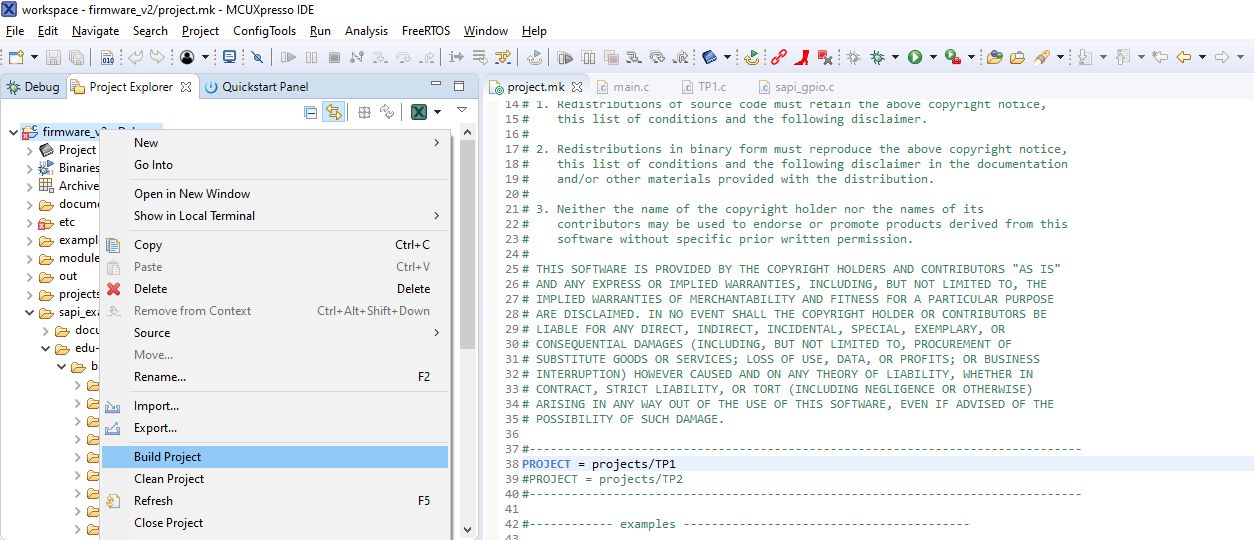 workspace - firmware_v2/project.mk - MCUXpresso IDE
File Edit Navigate Search Project ConfigTools Run Analysis FreeRTOS Window Help
Debug Project Explorer Quickstart Panel
project.mk main.c TP1.c sapi_gpio.c
Project
Binaries
Archive
docume
etc
example
module
out
projects
sapi_exa
docu
edu-
b
New
Go Into
Open in New Window
Show in Local Terminal
Copy Ctrl+C
Paste Ctrl+V
Delete Delete
Remove from Context Ctrl+Alt+Shift+Down
Source
Move...
Rename... F2
Import...
Export...
Build Project
Clean Project
Refresh F5
Close Project
14 # 1. Redistributions of source code must retain the above copyright notice,
15 # this list of conditions and the following disclaimer.
16 #
17 # 2. Redistributions in binary form must reproduce the above copyright notice,
18 # this list of conditions and the following disclaimer in the documentation
19 # and/or other materials provided with the distribution.
20 #
21 # 3. Neither the name of the copyright holder nor the names of its
22 # contributors may be used to endorse or promote products derived from this
23 # software without specific prior written permission.
24 #
25 # THIS SOFTWARE IS PROVIDED BY THE COPYRIGHT HOLDERS AND CONTRIBUTORS "AS IS"
26 # AND ANY EXPRESS OR IMPLIED WARRANTIES, INCLUDING, BUT NOT LIMITED TO, THE
27 # IMPLIED WARRANTIES OF MERCHANTABILITY AND FITNESS FOR A PARTICULAR PURPOSE
28 # ARE DISCLAIMED. IN NO EVENT SHALL THE COPYRIGHT HOLDER OR CONTRIBUTORS BE
29 # LIABLE FOR ANY DIRECT, INDIRECT, INCIDENTAL, SPECIAL, EXEMPLARY, OR
30 # CONSEQUENTIAL DAMAGES (INCLUDING, BUT NOT LIMITED TO, PROCUREMENT OF
31 # SUBSTITUTE GOODS OR SERVICES; LOSS OF USE, DATA, OR PROFITS; OR BUSINESS
32 # INTERRUPTION) HOWEVER CAUSED AND ON ANY THEORY OF LIABILITY, WHETHER IN
33 # CONTRACT, STRICT LIABILITY, OR TORT (INCLUDING NEGLIGENCE OR OTHERWISE)
34 # ARISING IN ANY WAY OUT OF THE USE OF THIS SOFTWARE, EVEN IF ADVISED OF THE
35 # POSSIBILITY OF SUCH DAMAGE.
36
37 #--------------------------------------------------------------------------------
38 PROJECT = projects/TP1
39 #PROJECT = projects/TP2
40 #--------------------------------------------------------------------------------
41
42 #------------ examples -----------------------------------------
43